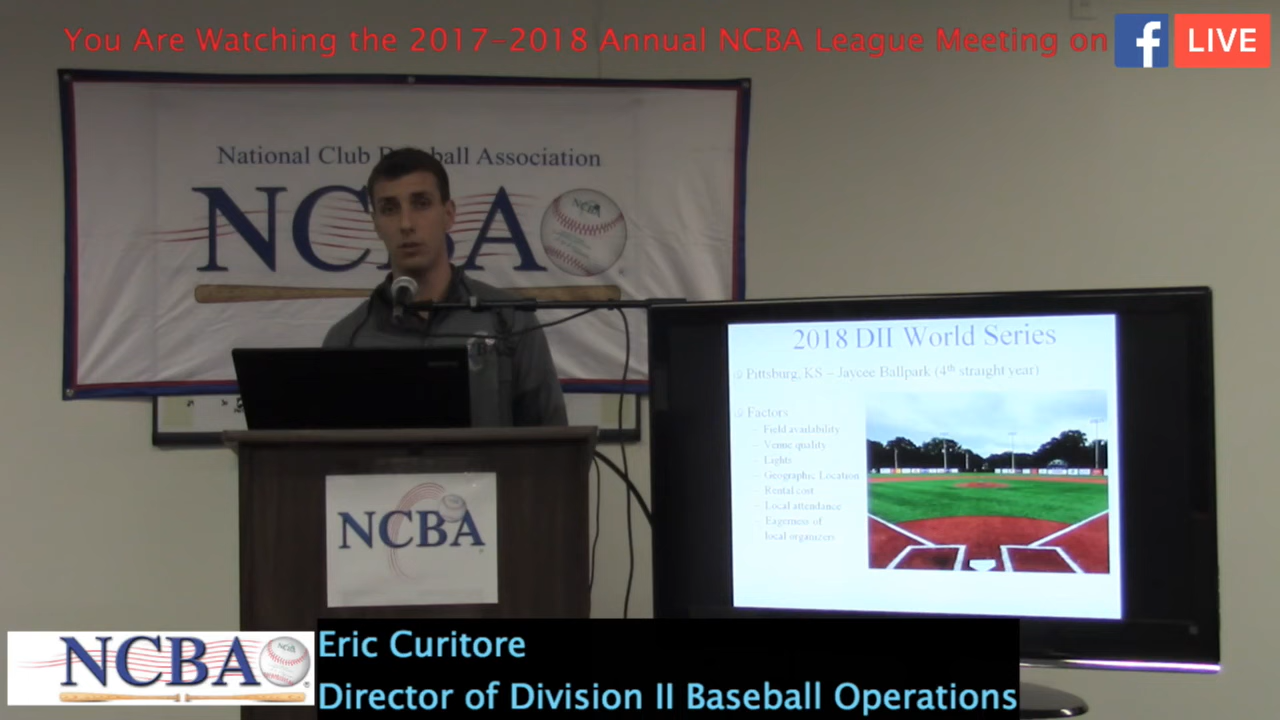 You Are Watching the 2017-2018 Annual NCBA League Meeting on f LIVE
National Club B ball Association
NCBA
2018 DII World Series
Pittsburg, KS – Jaycee Ballpark (4th straight year)
Factors
– Field availability
– Venue quality
– Lights
– Geographic Location
– Rental cost
– Local attendance
– Eagerness of
local organizers
NCBA
NCBA
Eric Curitore
Director of Division II Baseball Operations